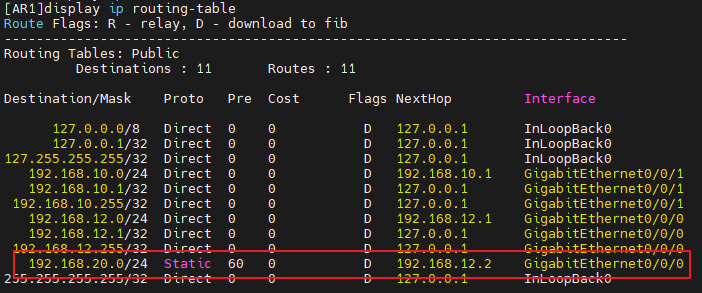 [AR1]display ip routing-table
Route Flags: R - relay, D - download to fib
------------------------------------------------------------------------------
Routing Tables: Public
         Destinations : 11       Routes : 11

Destination/Mask    Proto   Pre  Cost      Flags NextHop         Interface

      127.0.0.0/8   Direct  0    0           D   127.0.0.1       InLoopBack0
      127.0.0.1/32  Direct  0    0           D   127.0.0.1       InLoopBack0
127.255.255.255/32  Direct  0    0           D   127.0.0.1       InLoopBack0
   192.168.10.0/24  Direct  0    0           D   192.168.10.1    GigabitEthernet0/0/1
   192.168.10.1/32  Direct  0    0           D   127.0.0.1       GigabitEthernet0/0/1
 192.168.10.255/32  Direct  0    0           D   127.0.0.1       GigabitEthernet0/0/1
   192.168.12.0/24  Direct  0    0           D   192.168.12.1    GigabitEthernet0/0/0
   192.168.12.1/32  Direct  0    0           D   127.0.0.1       GigabitEthernet0/0/0
 192.168.12.255/32  Direct  0    0           D   127.0.0.1       GigabitEthernet0/0/0
   192.168.20.0/24  Static  60   0           D   192.168.12.2    GigabitEthernet0/0/0
255.255.255.255/32  Direct  0    0           D   127.0.0.1       InLoopBack0